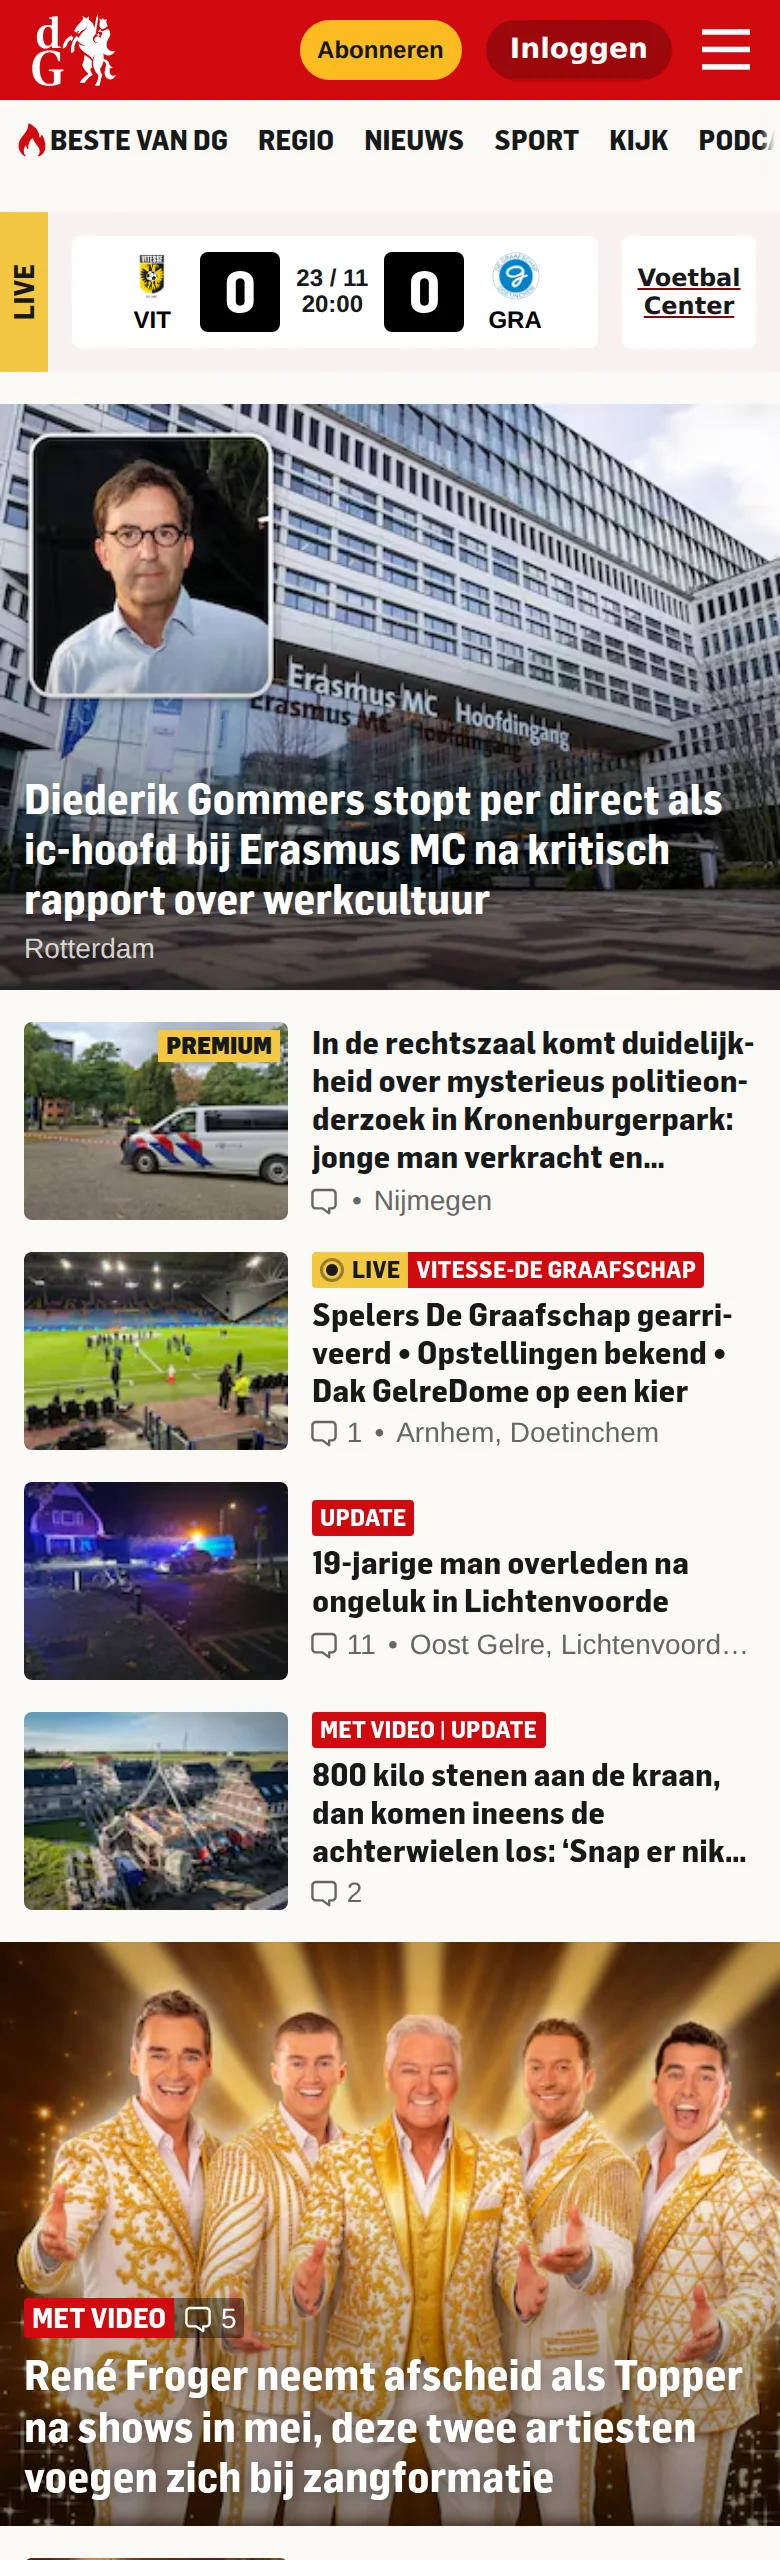 dG
Abonneren
Inloggen
BESTE VAN DG REGIO NIEUWS SPORT KIJK PODCA
LIVE
VITESSE
VIT
0
23 / 11
20:00
0
GRA
Voetbal
Center
Erasmus MC Hoofdingang
Diederik Gommers stopt per direct als
ic-hoofd bij Erasmus MC na kritisch
rapport over werkcultuur
Rotterdam
PREMIUM
In de rechtszaal komt duidelijk-
heid over mysterieus politieon-
derzoek in Kronenburgerpark:
jonge man verkracht en...
• Nijmegen
LIVE VITESSE-DE GRAAFSCHAP
Spelers De Graafschap gearri-
veerd • Opstellingen bekend •
Dak GelreDome op een kier
1 • Arnhem, Doetinchem
UPDATE
19-jarige man overleden na
ongeluk in Lichtenvoorde
11 • Oost Gelre, Lichtenvoord...
MET VIDEO | UPDATE
800 kilo stenen aan de kraan,
dan komen ineens de
achterwielen los: ‘Snap er nik...
2
MET VIDEO 5
René Froger neemt afscheid als Topper
na shows in mei, deze twee artiesten
voegen zich bij zangformatie